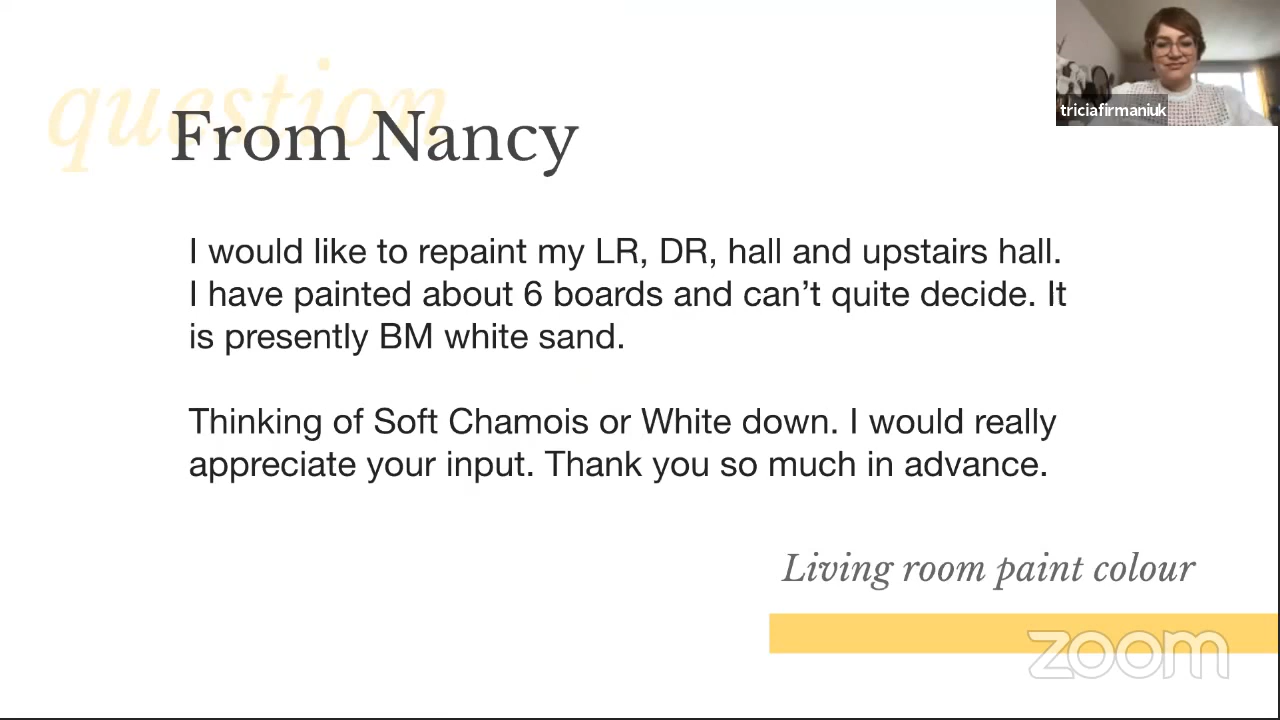 triciafirmaniuk
question
From Nancy
I would like to repaint my LR, DR, hall and upstairs hall.
I have painted about 6 boards and can’t quite decide. It
is presently BM white sand.
Thinking of Soft Chamois or White down. I would really
appreciate your input. Thank you so much in advance.
Living room paint colour
zoom